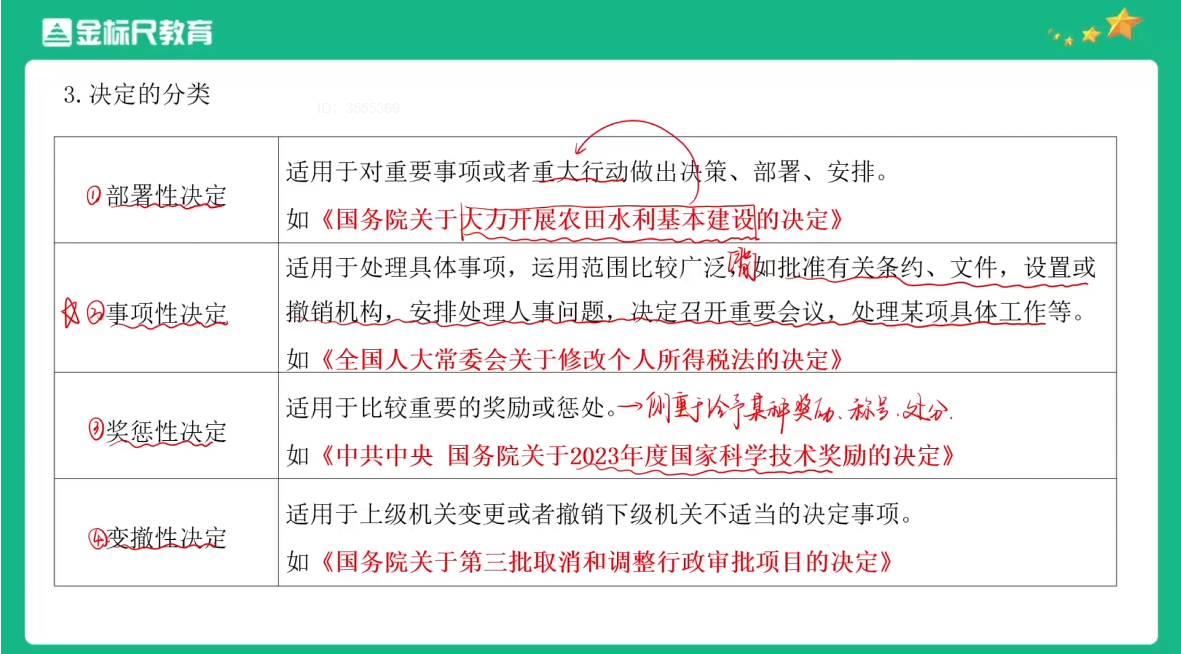 金标尺教育
3.决定的分类
ID: 3555369
①部署性决定
适用于对重要事项或者重大行动做出决策、部署、安排。
如《国务院关于大力开展农田水利基本建设的决定》
②事项性决定
适用于处理具体事项，运用范围比较广泛，如批准有关条约、文件，设置或
撤销机构，安排处理人事问题，决定召开重要会议，处理某项具体工作等。
如《全国人大常委会关于修改个人所得税法的决定》
③奖惩性决定
适用于比较重要的奖励或惩处。→侧重于给予某种奖励、称号、处分.
如《中共中央 国务院关于2023年度国家科学技术奖励的决定》
④变撤性决定
适用于上级机关变更或者撤销下级机关不适当的决定事项。
如《国务院关于第三批取消和调整行政审批项目的决定》